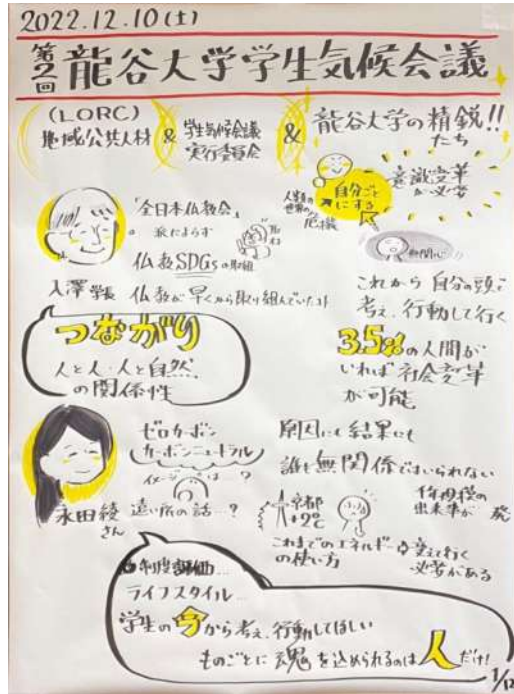 2022.12.10(土)
第2回 龍谷大学学生気候会議
(LORC)
地域公共人材 & 学生気候会議 実行委員会 & 龍谷大学の精鋭!!たち
人類の世界の危機
自分ごとにする
意識変革が必要
無関心
「全日本仏教会」
派によらず
仏教SDGsの取組
入澤学長
仏教が早くから取り組んでいたコト
これから自分の頭で
考え、行動して行く
つながり
人と人・人と自然
の関係性
3.5%の人間が
いれば社会変革
が可能
ゼロカーボン
カーボンニュートラル
イメージは…?
遠い所の話…?
永田綾さん
原因にも結果にも
誰も無関係ではいられない
京都
+2℃
出来事が
発
これまでのエネルギー
の使い方
変えて行く
必要がある
制度評価…
ライフスタイル…
学生の今から考え、行動してほしい
ものごとに魂を込められるのは人だけ!
1/12